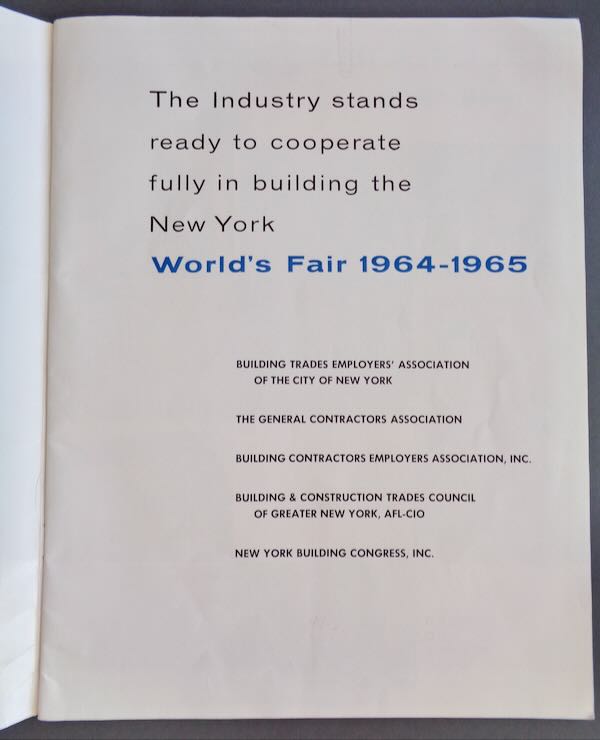 The Industry stands
ready to cooperate
fully in building the
New York
World's Fair 1964-1965
BUILDING TRADES EMPLOYERS' ASSOCIATION
OF THE CITY OF NEW YORK
THE GENERAL CONTRACTORS ASSOCIATION
BUILDING CONTRACTORS EMPLOYERS ASSOCIATION, INC.
BUILDING & CONSTRUCTION TRADES COUNCIL
OF GREATER NEW YORK, AFL-CIO
NEW YORK BUILDING CONGRESS, INC.